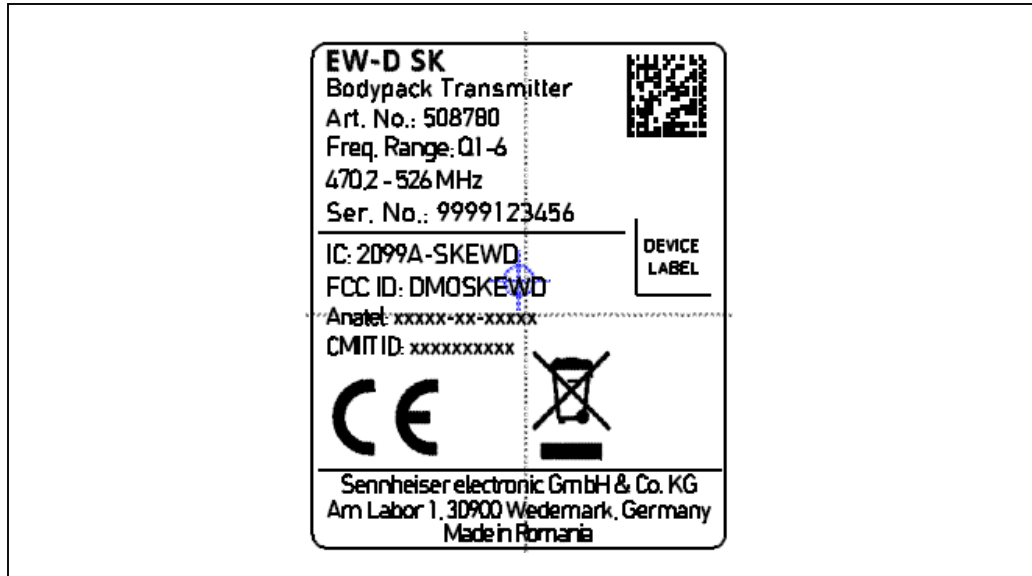 EW-D SK
Bodypack Transmitter
Art. No.: 508780
Freq. Range: Q1-6
470.2 - 526 MHz
Ser. No.: 9999123456
DEVICE
LABEL
IC: 2099A-SKEWD
FCC ID: DMOSKEWD
Anatel: xxxxx-xx-xxxxx
CMIIT ID: xxxxxxxxxx
CE
Sennheiser electronic GmbH & Co. KG
Am Labor 1, 30900 Wedemark, Germany
Made in Romania